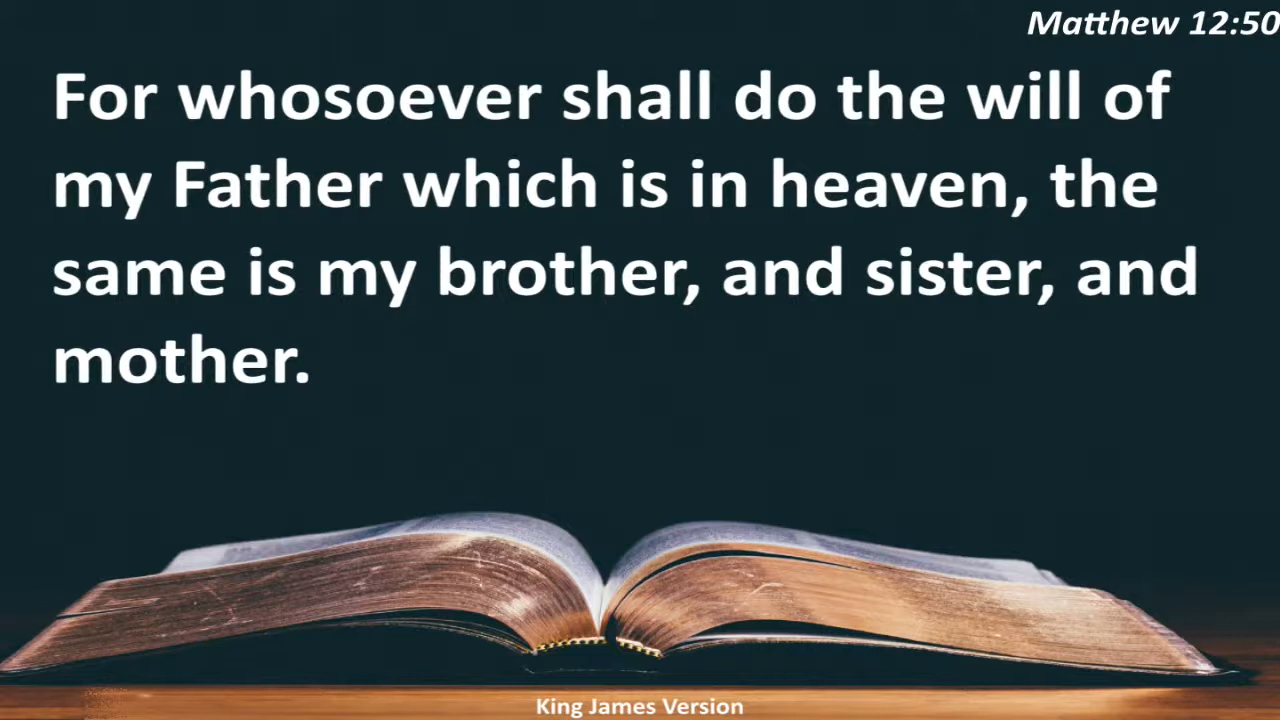 Matthew 12:50
For whosoever shall do the will of
my Father which is in heaven, the
same is my brother, and sister, and
mother.
King James Version